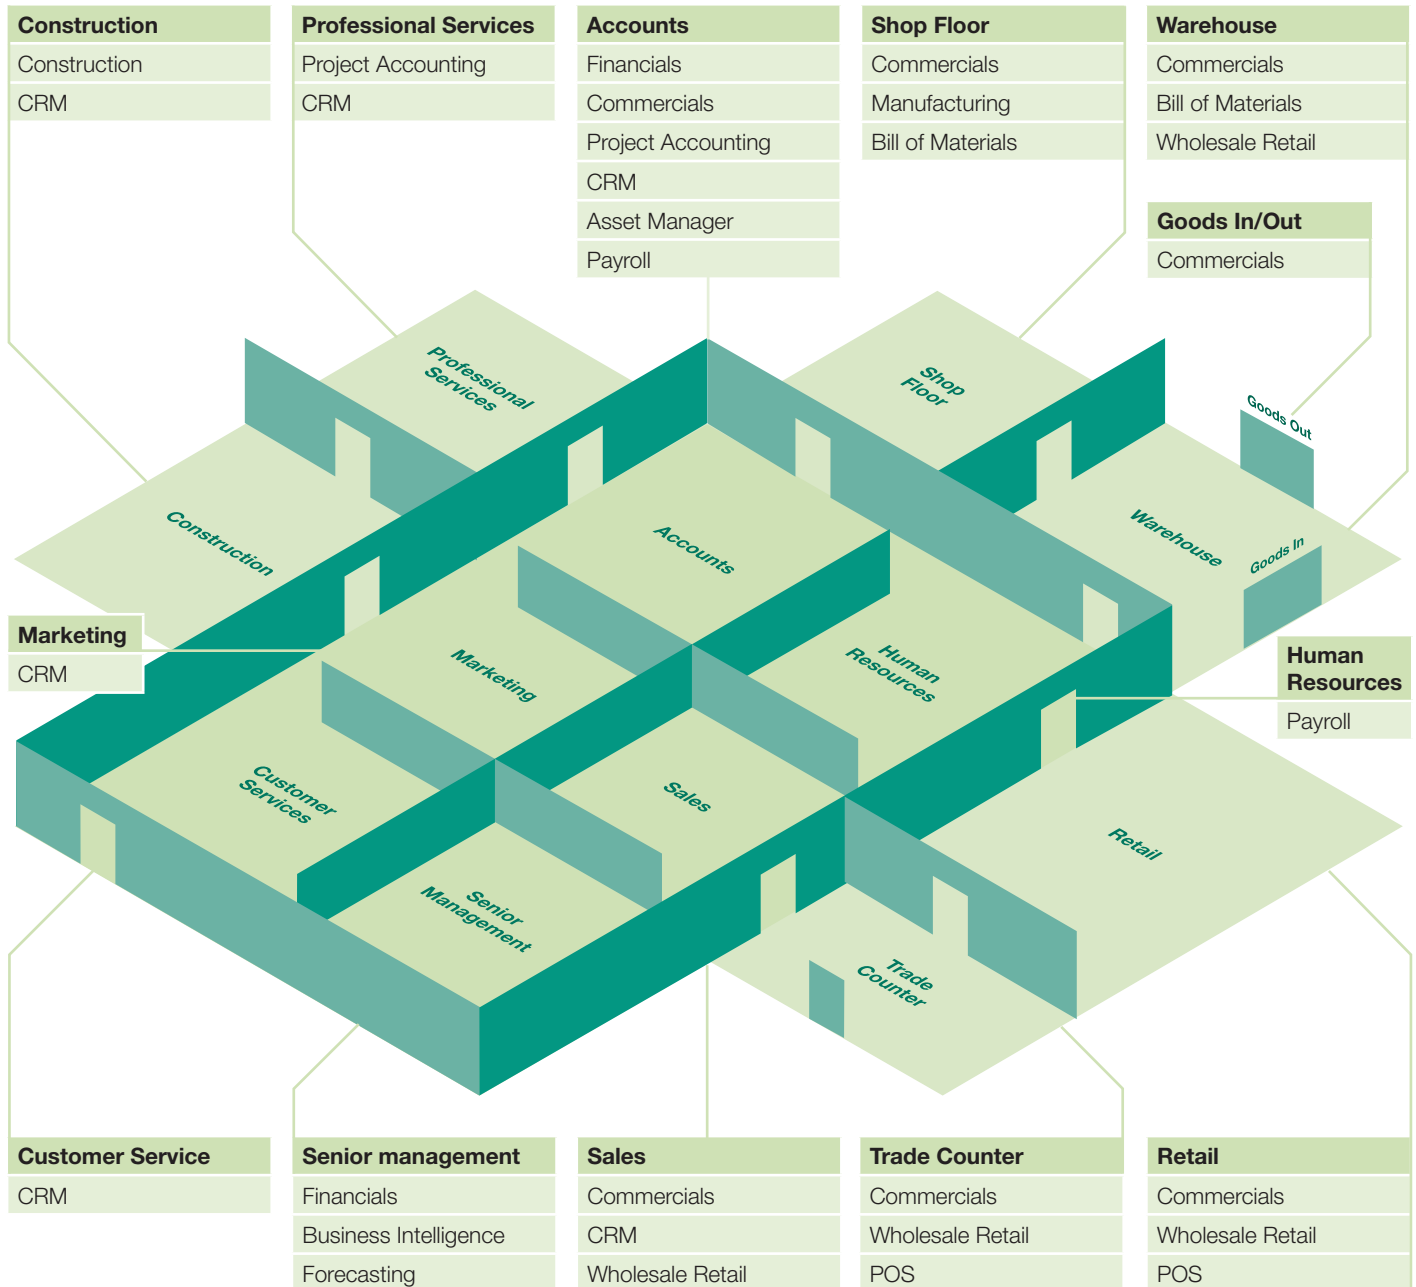 Construction
Construction
CRM
Professional Services
Project Accounting
CRM
Accounts
Financials
Commercials
Project Accounting
CRM
Asset Manager
Payroll
Shop Floor
Commercials
Manufacturing
Bill of Materials
Warehouse
Commercials
Bill of Materials
Wholesale Retail
Goods In/Out
Commercials
Professional
Services
Shop
Floor
Goods Out
Construction
Accounts
Warehouse
Goods In
Marketing
CRM
Marketing
Human
Resources
Human
Resources
Payroll
Customer
Services
Sales
Retail
Senior
Management
Trade
Counter
Customer Service
CRM
Senior management
Financials
Business Intelligence
Forecasting
Sales
Commercials
CRM
Wholesale Retail
Trade Counter
Commercials
Wholesale Retail
POS
Retail
Commercials
Wholesale Retail
POS